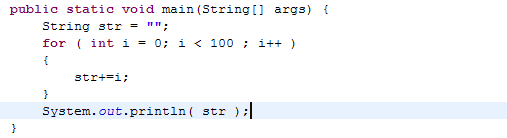 public static void main(String[] args) {
    String str = "";
    for ( int i = 0; i < 100 ; i++ )
    {
        str+=i;
    }
    System.out.println( str );
}